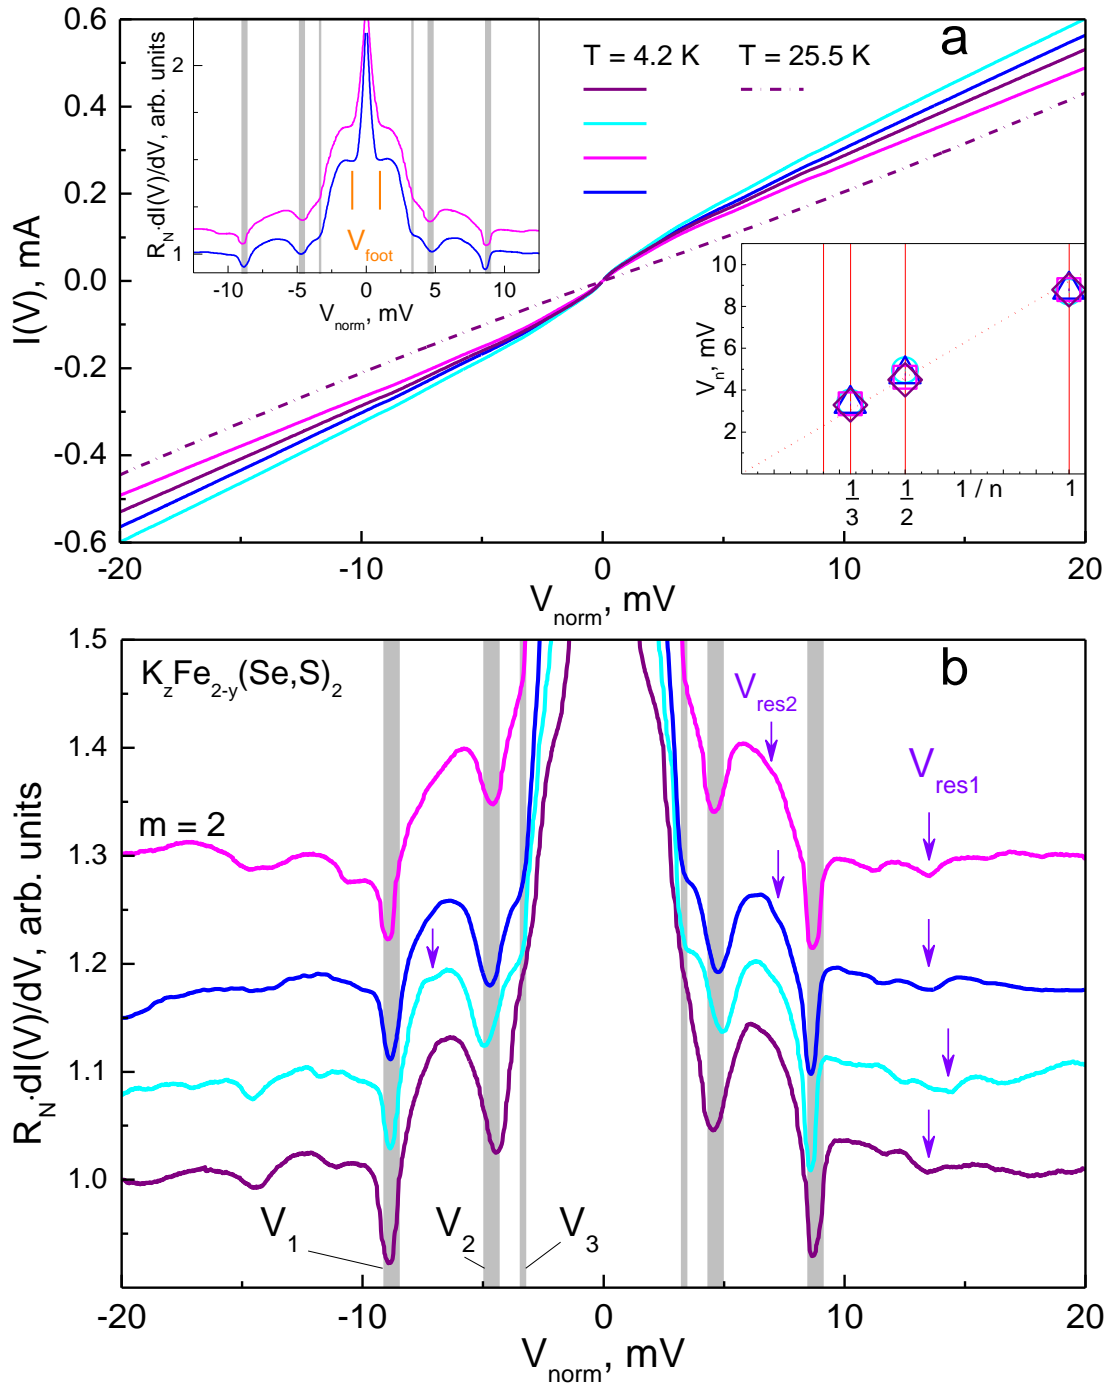 a
T = 4.2 K
T = 25.5 K
I(V), mA
0.6
0.4
0.2
0.0
-0.2
-0.4
-0.6
-20
-10
0
10
20
V_norm, mV
R_N·dI(V)/dV, arb. units
2
1
V_foot
-10
-5
0
5
10
V_norm, mV
V_n, mV
10
8
6
4
2
1/3
1/2
1 / n
1
b
K_zFe_{2-y}(Se,S)_2
m = 2
V_res2
V_res1
V_1
V_2
V_3
R_N·dI(V)/dV, arb. units
1.5
1.4
1.3
1.2
1.1
1.0
-20
-10
0
10
20
V_norm, mV